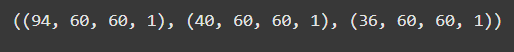 ((94, 60, 60, 1), (40, 60, 60, 1), (36, 60, 60, 1))